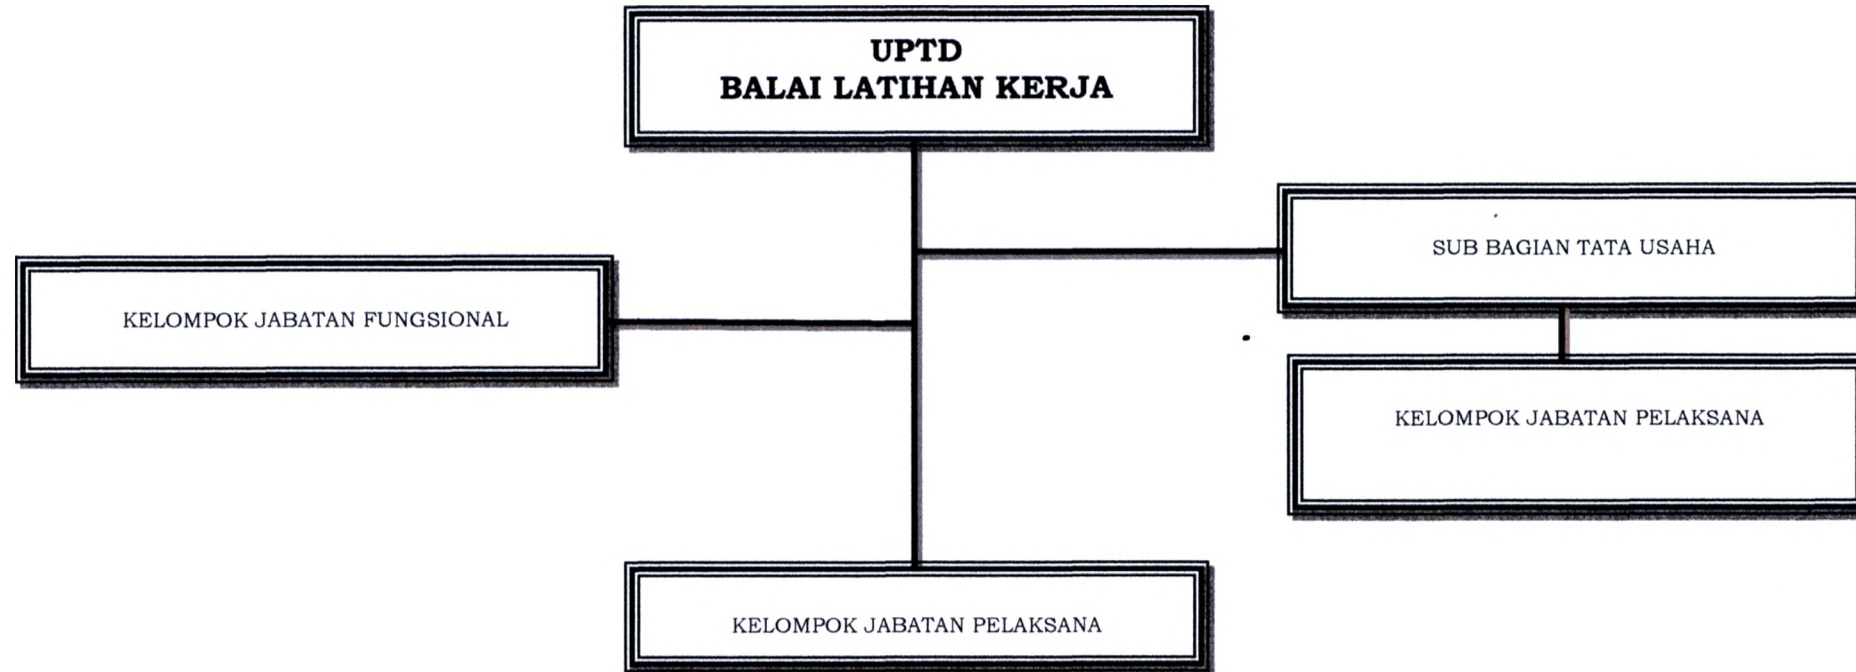 UPTD
BALAI LATIHAN KERJA
SUB BAGIAN TATA USAHA
KELOMPOK JABATAN FUNGSIONAL
KELOMPOK JABATAN PELAKSANA
KELOMPOK JABATAN PELAKSANA